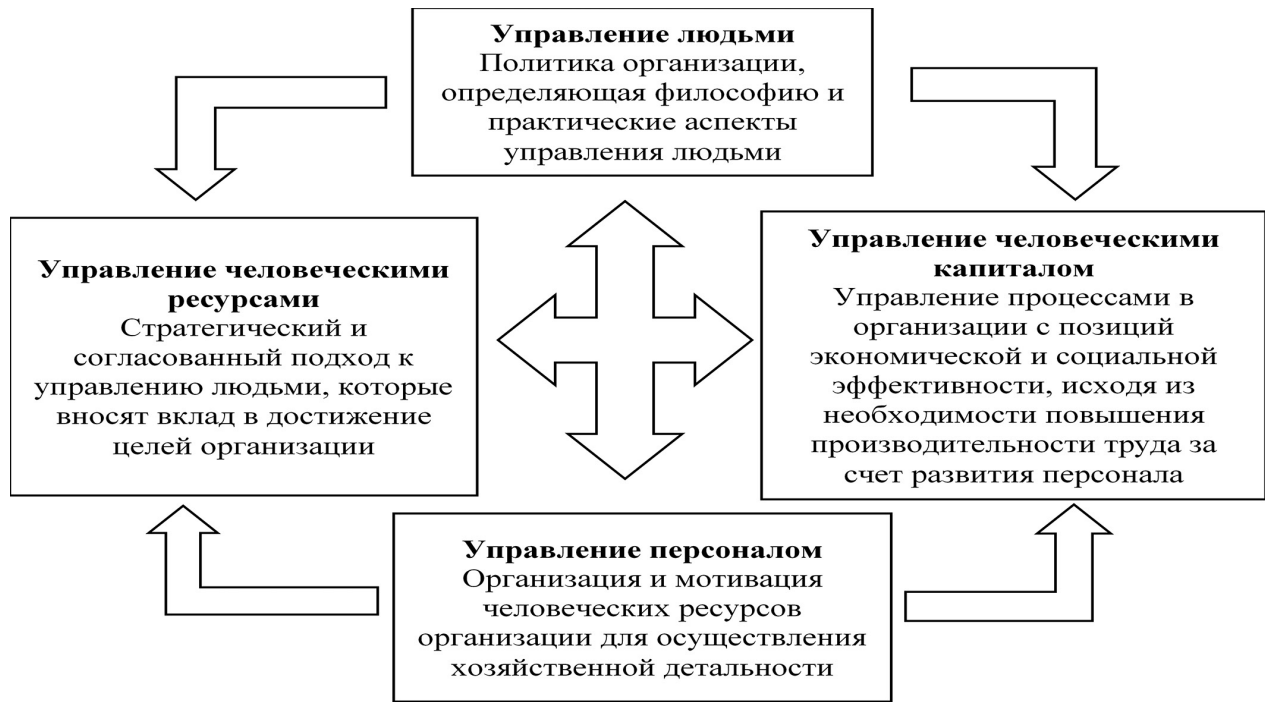 Управление людьми
Политика организации,
определяющая философию и
практические аспекты
управления людьми
Управление человеческими
ресурсами
Стратегический и
согласованный подход к
управлению людьми, которые
вносят вклад в достижение
целей организации
Управление человеческими
капиталом
Управление процессами в
организации с позиций
экономической и социальной
эффективности, исходя из
необходимости повышения
производительности труда за
счет развития персонала
Управление персоналом
Организация и мотивация
человеческих ресурсов
организации для осуществления
хозяйственной детальности